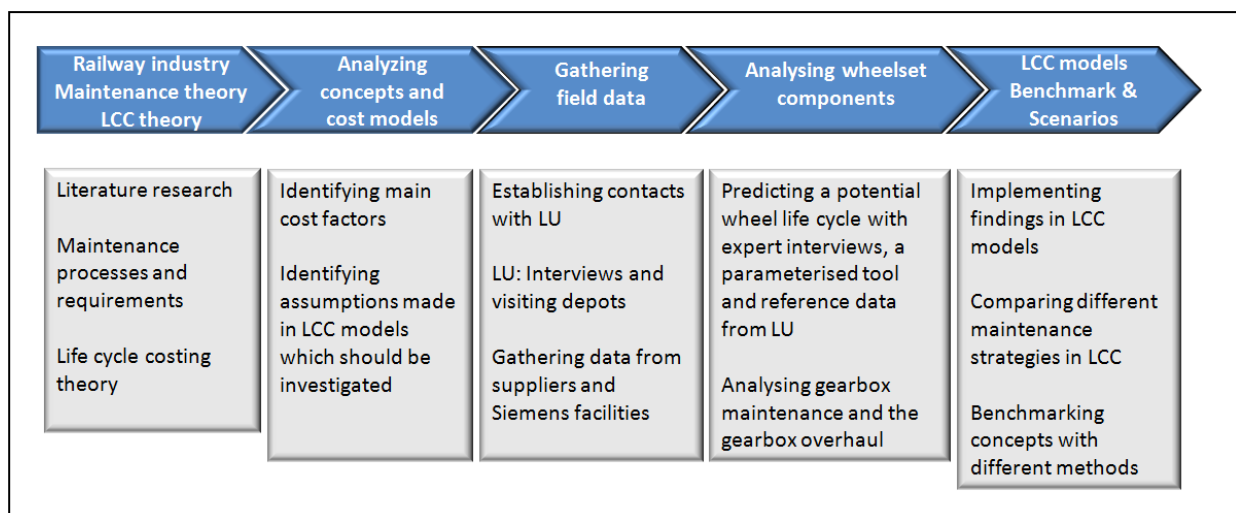 Railway industry
Maintenance theory
LCC theory
Analyzing
concepts and
cost models
Gathering
field data
Analysing wheelset
components
LCC models
Benchmark &
Scenarios
Literature research
Maintenance
processes and
requirements
Life cycle costing
theory
Identifying main
cost factors
Identifying
assumptions made
in LCC models
which should be
investigated
Establishing contacts
with LU
LU: Interviews and
visiting depots
Gathering data from
suppliers and
Siemens facilities
Predicting a potential
wheel life cycle with
expert interviews, a
parameterised tool
and reference data
from LU
Analysing gearbox
maintenance and the
gearbox overhaul
Implementing
findings in LCC
models
Comparing different
maintenance
strategies in LCC
Benchmarking
concepts with
different methods